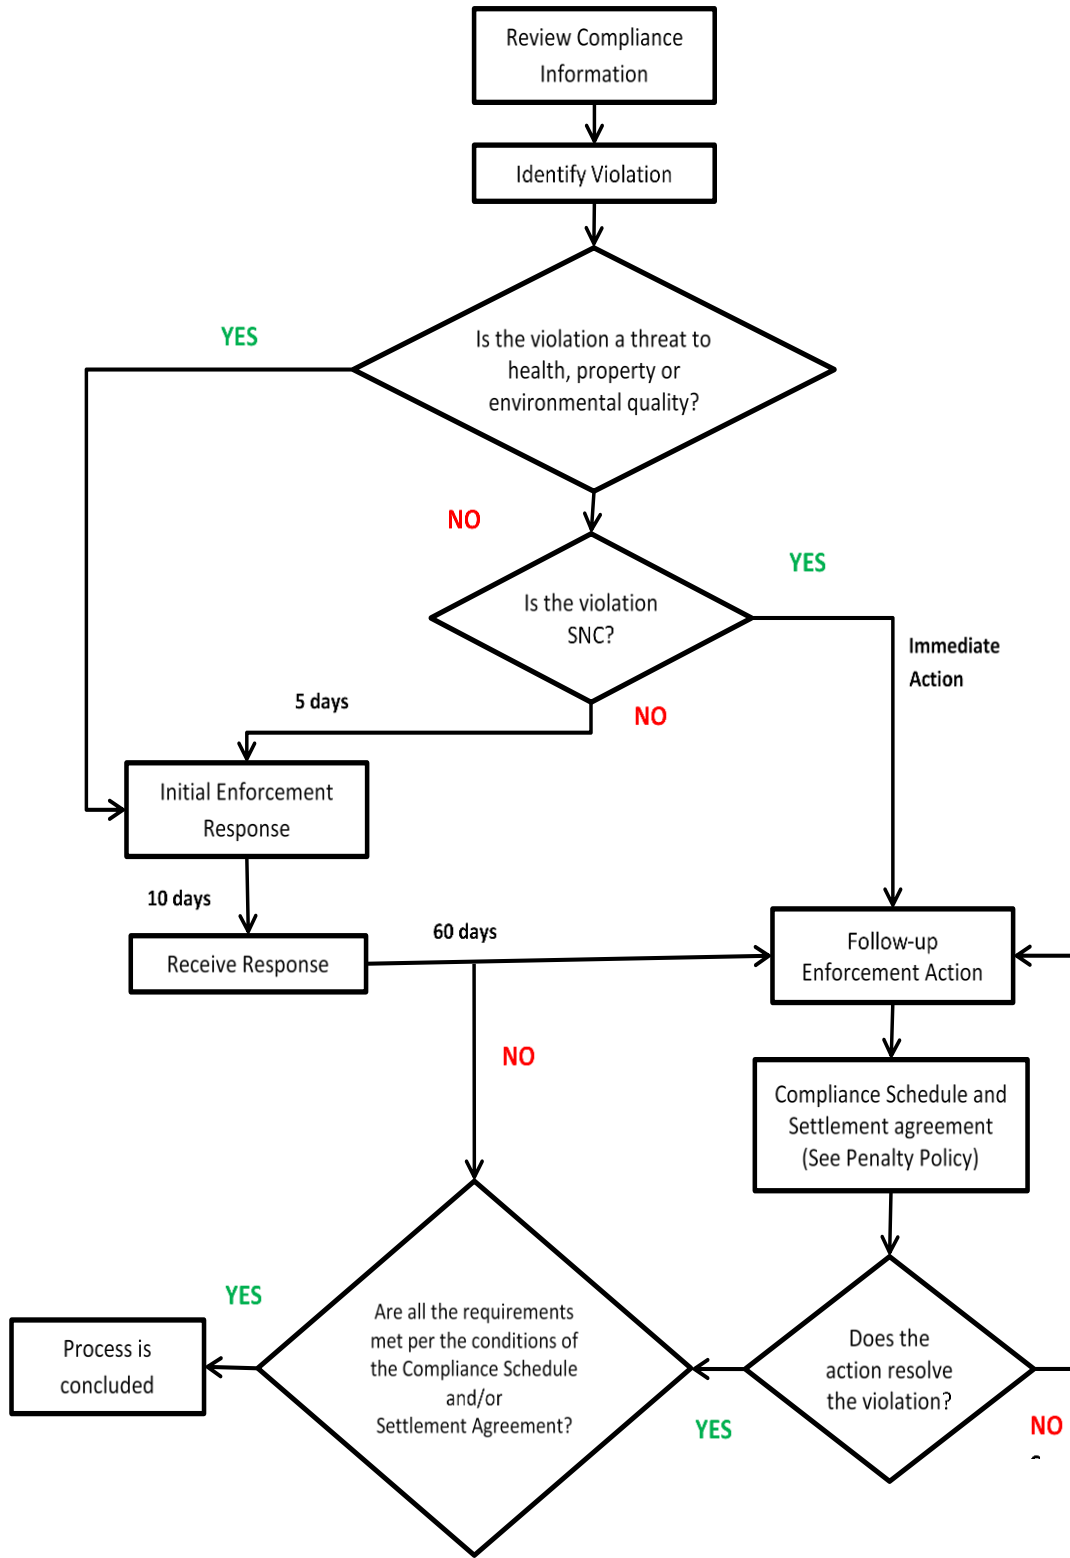 Review Compliance
Information
Identify Violation
YES
Is the violation a threat to
health, property or
environmental quality?
NO
YES
Is the violation
SNC?
Immediate
Action
5 days
NO
Initial Enforcement
Response
10 days
60 days
Receive Response
Follow-up
Enforcement Action
NO
Compliance Schedule and
Settlement agreement
(See Penalty Policy)
YES
Are all the requirements
met per the conditions of
the Compliance Schedule
and/or
Settlement Agreement?
Process is
concluded
Does the
action resolve
the violation?
YES
NO